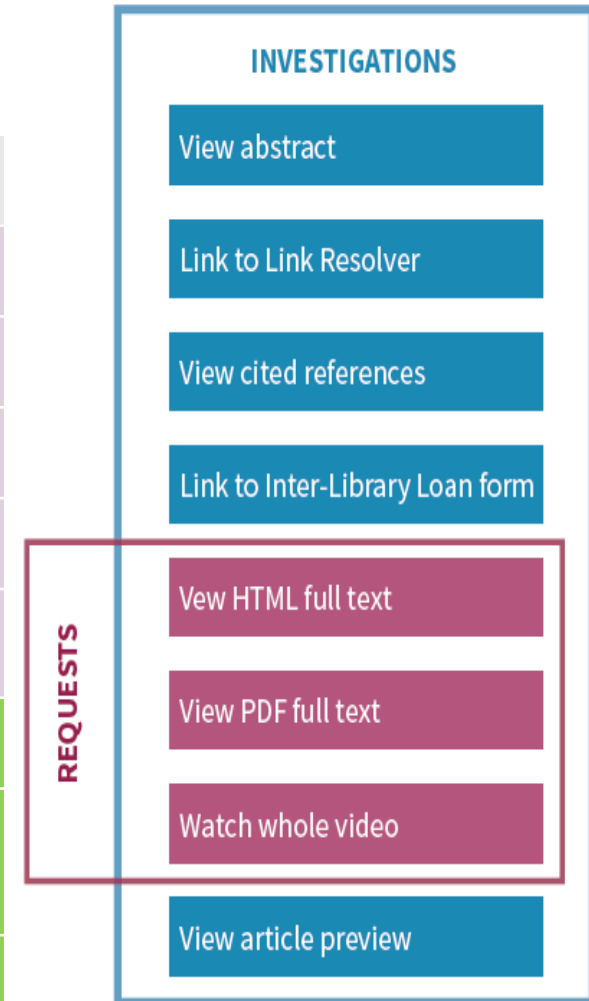 INVESTIGATIONS
View abstract
Link to Link Resolver
View cited references
Link to Inter-Library Loan form
REQUESTS
Vew HTML full text
View PDF full text
Watch whole video
View article preview